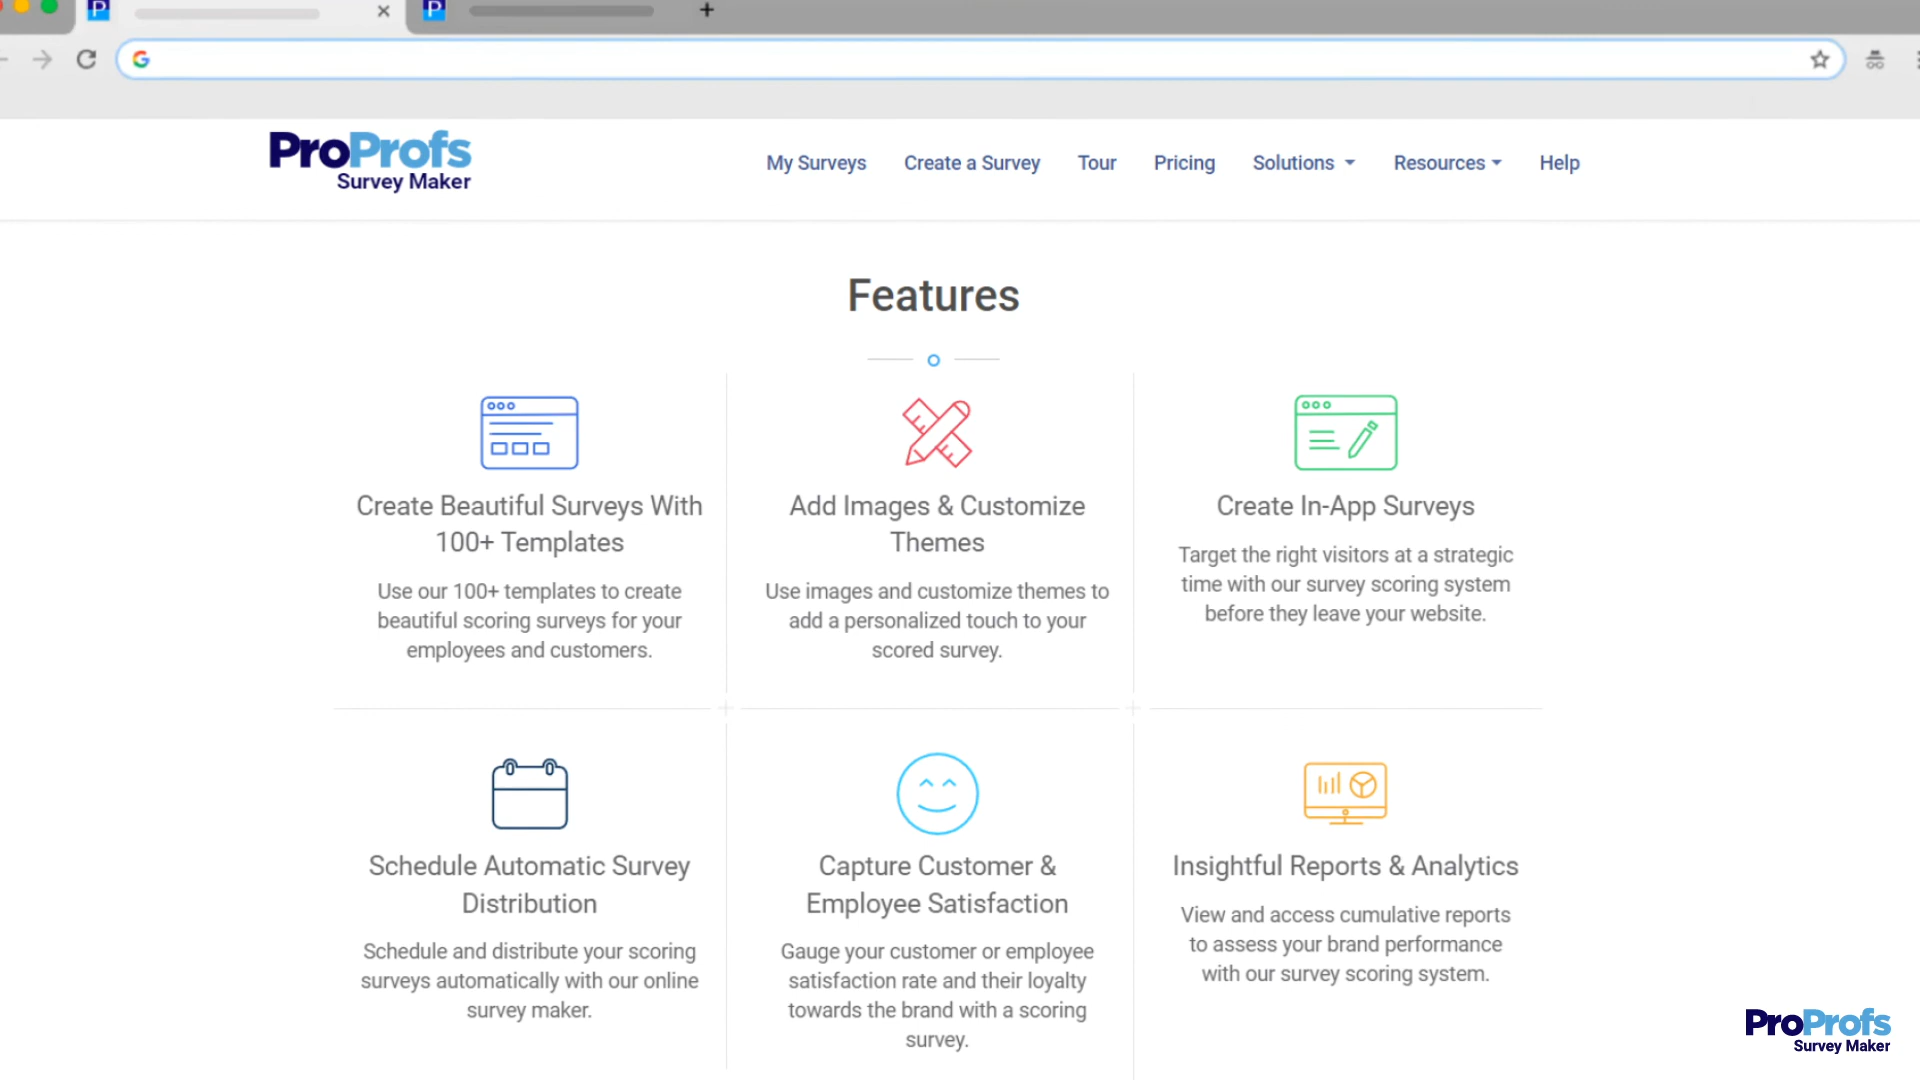 ProProfs
Survey Maker
My Surveys
Create a Survey
Tour
Pricing
Solutions
Resources
Help
Features
Create Beautiful Surveys With
100+ Templates
Use our 100+ templates to create
beautiful scoring surveys for your
employees and customers.
Add Images & Customize
Themes
Use images and customize themes to
add a personalized touch to your
scored survey.
Create In-App Surveys
Target the right visitors at a strategic
time with our survey scoring system
before they leave your website.
Schedule Automatic Survey
Distribution
Schedule and distribute your scoring
surveys automatically with our online
survey maker.
Capture Customer &
Employee Satisfaction
Gauge your customer or employee
satisfaction rate and their loyalty
towards the brand with a scoring
survey.
Insightful Reports & Analytics
View and access cumulative reports
to assess your brand performance
with our survey scoring system.
ProProfs
Survey Maker